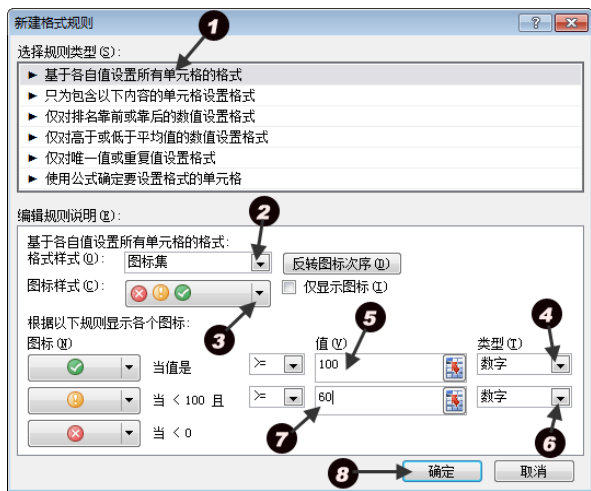 新建格式规则
1
选择规则类型(S):
► 基于各自值设置所有单元格的格式
► 只为包含以下内容的单元格设置格式
► 仅对排名靠前或靠后的数值设置格式
► 仅对高于或低于平均值的数值设置格式
► 仅对唯一值或重复值设置格式
► 使用公式确定要设置格式的单元格
编辑规则说明(E):
2
基于各自值设置所有单元格的格式:
格式样式(O): 图标集 反转图标次序(D)
图标样式(C): 仅显示图标(I)
根据以下规则显示各个图标:
3 5 4
图标(N) 值(V) 类型(T)
当值是 >= 100 数字
当 < 100 且 >= 60 数字
当 < 0
7 6
8 确定 取消